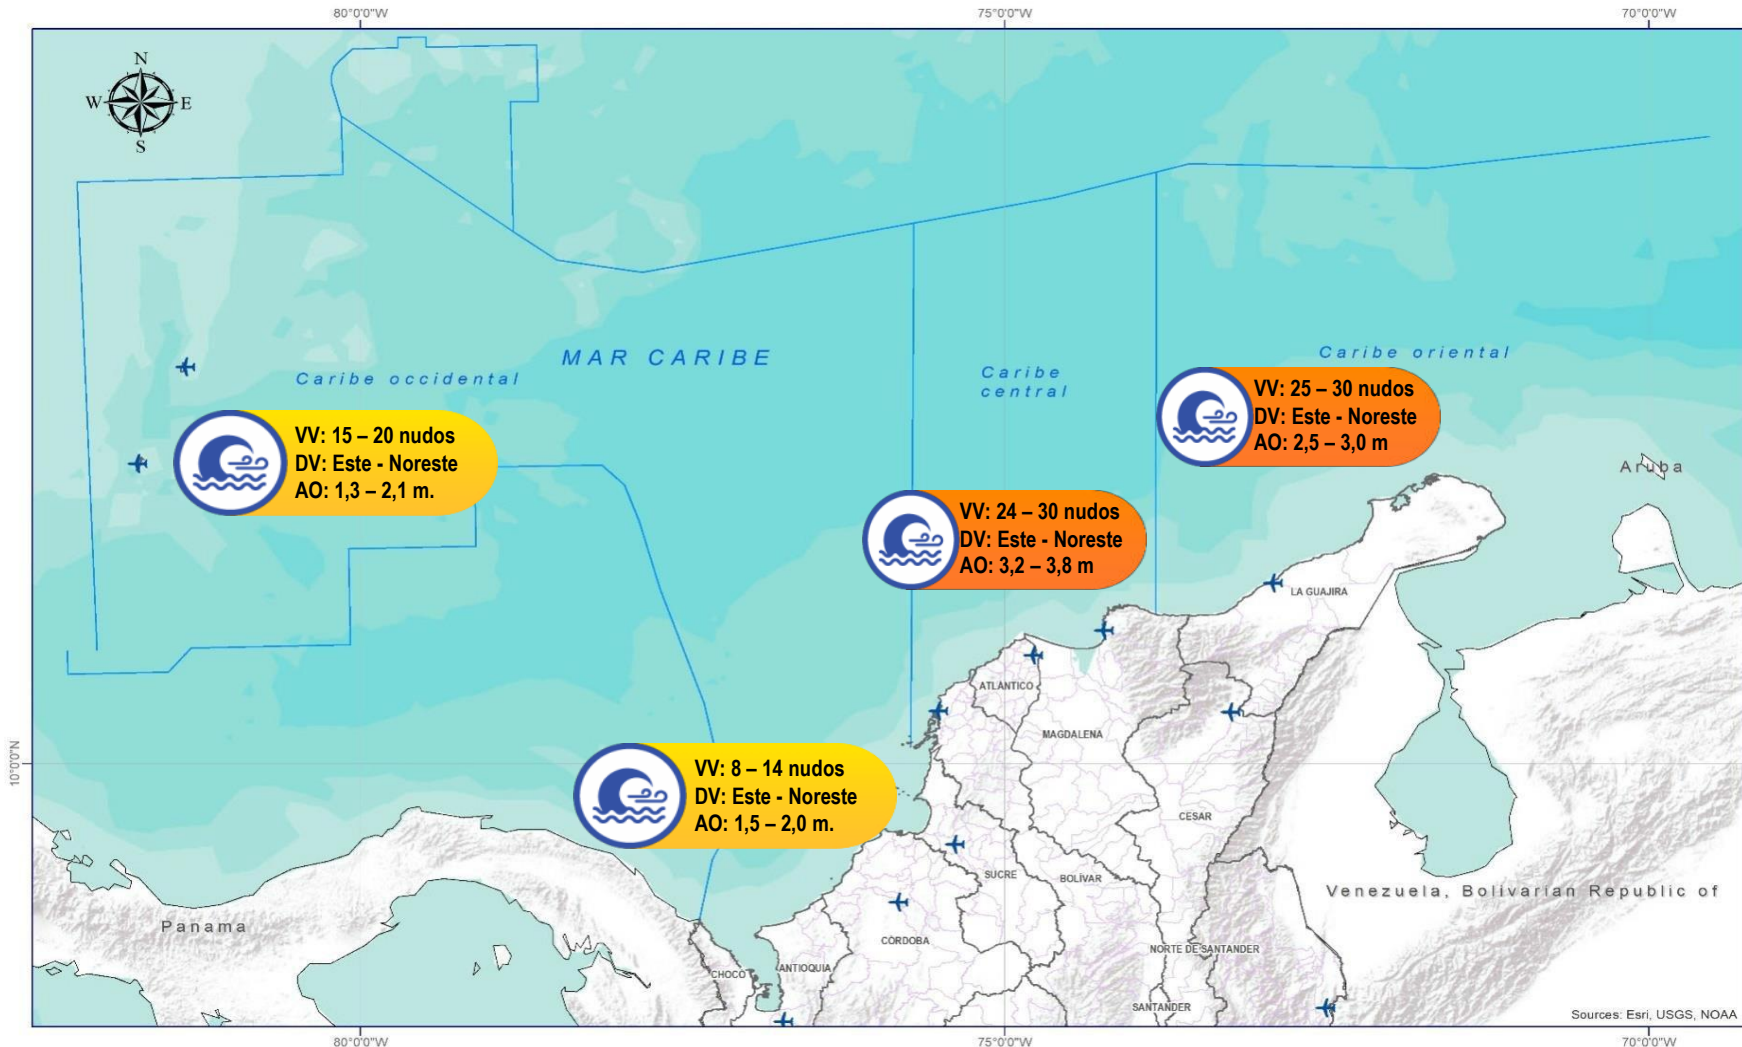 80°0'0"W
75°0'0"W
70°0'0"W
N
W
E
S
MAR CARIBE
Caribe occidental
Caribe
central
Caribe oriental
VV: 25 – 30 nudos
DV: Este - Noreste
AO: 2,5 – 3,0 m
VV: 15 – 20 nudos
DV: Este - Noreste
AO: 1,3 – 2,1 m.
Aruba
VV: 24 – 30 nudos
DV: Este - Noreste
AO: 3,2 – 3,8 m
LA GUAJIRA
ATLANTICO
MAGDALENA
10°0'0"N
VV: 8 – 14 nudos
DV: Este - Noreste
AO: 1,5 – 2,0 m.
CESAR
SUCRE
BOLÍVAR
Venezuela, Bolivarian Republic of
Panama
CÓRDOBA
NORTE DE SANTANDER
CHOCO
ANTIOQUIA
SANTANDER
Sources: Esri, USGS, NOAA
80°0'0"W
75°0'0"W
70°0'0"W